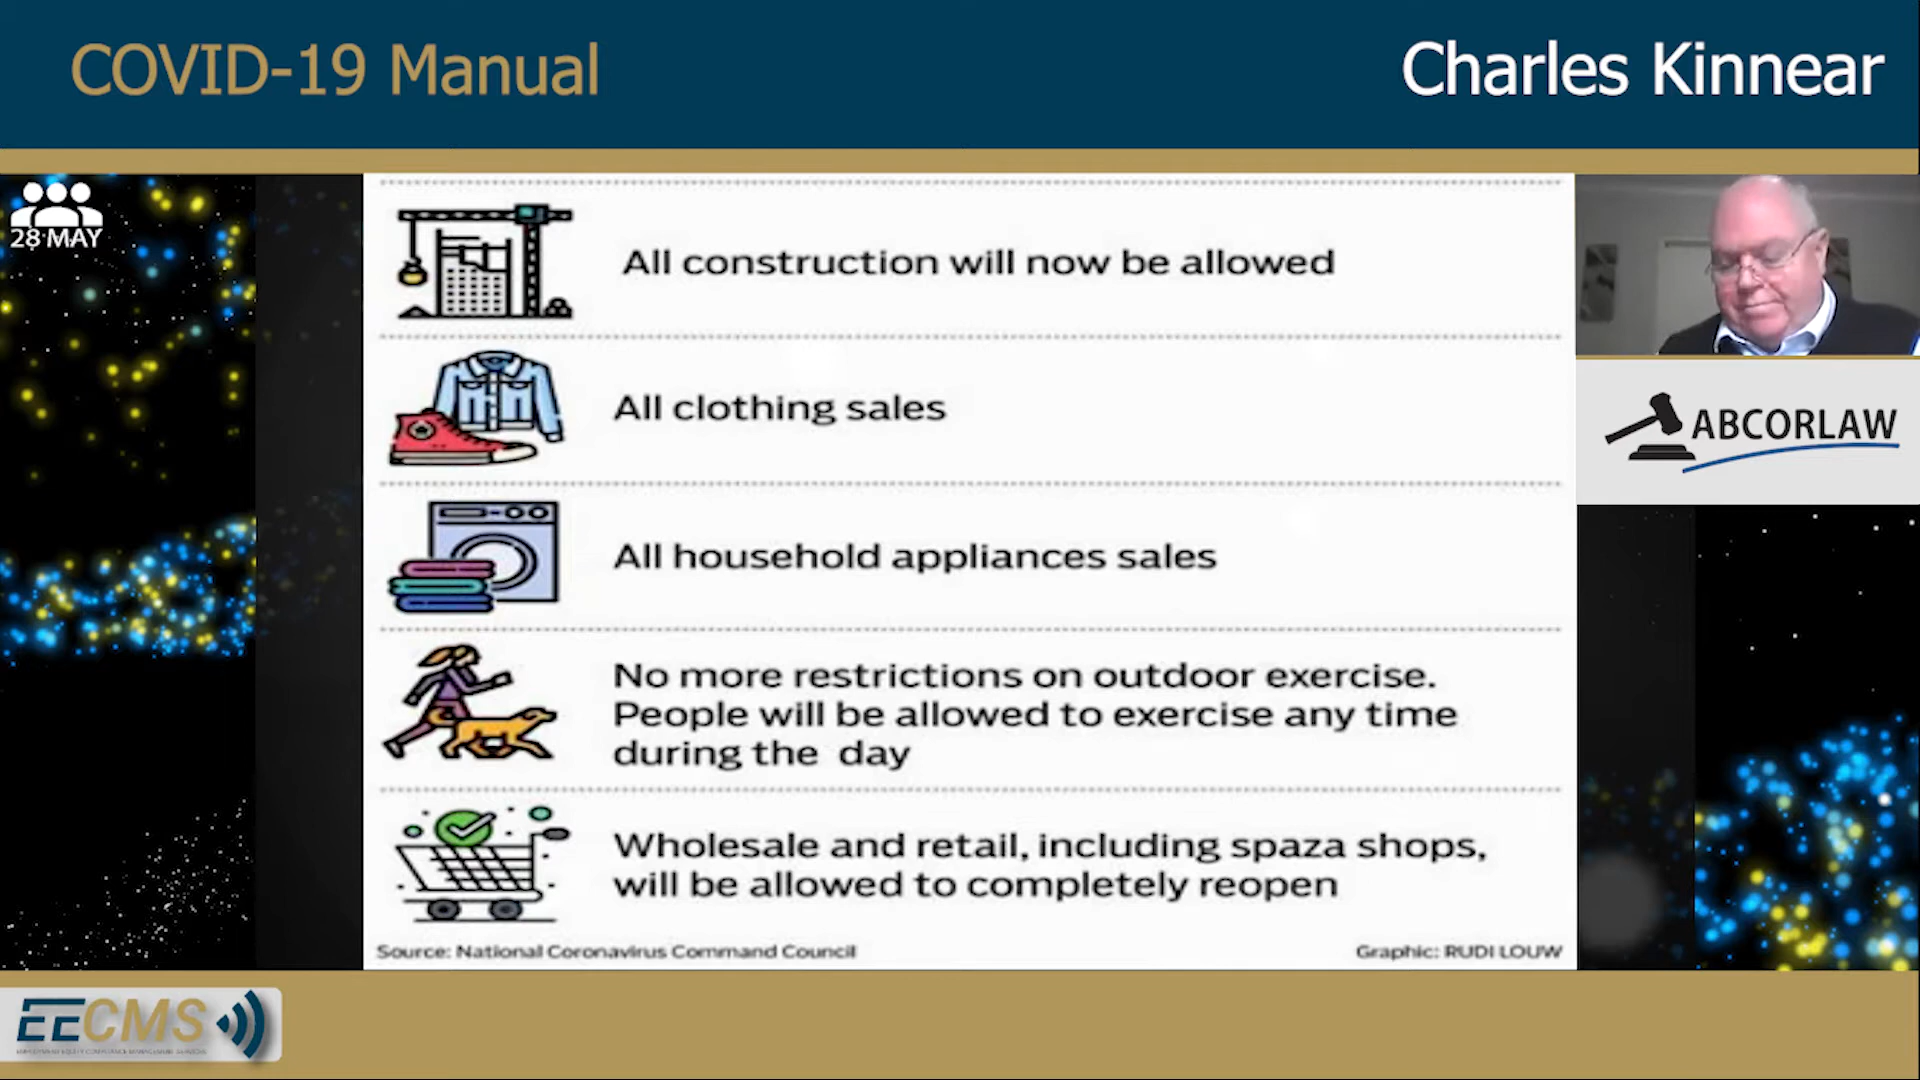 COVID-19 Manual
Charles Kinnear
28 MAY
All construction will now be allowed
All clothing sales
All household appliances sales
No more restrictions on outdoor exercise.
People will be allowed to exercise any time
during the day
Wholesale and retail, including spaza shops,
will be allowed to completely reopen
Source: National Coronavirus Command Council
Graphic: RUDI LOUW
ABCORLAW
EECMS